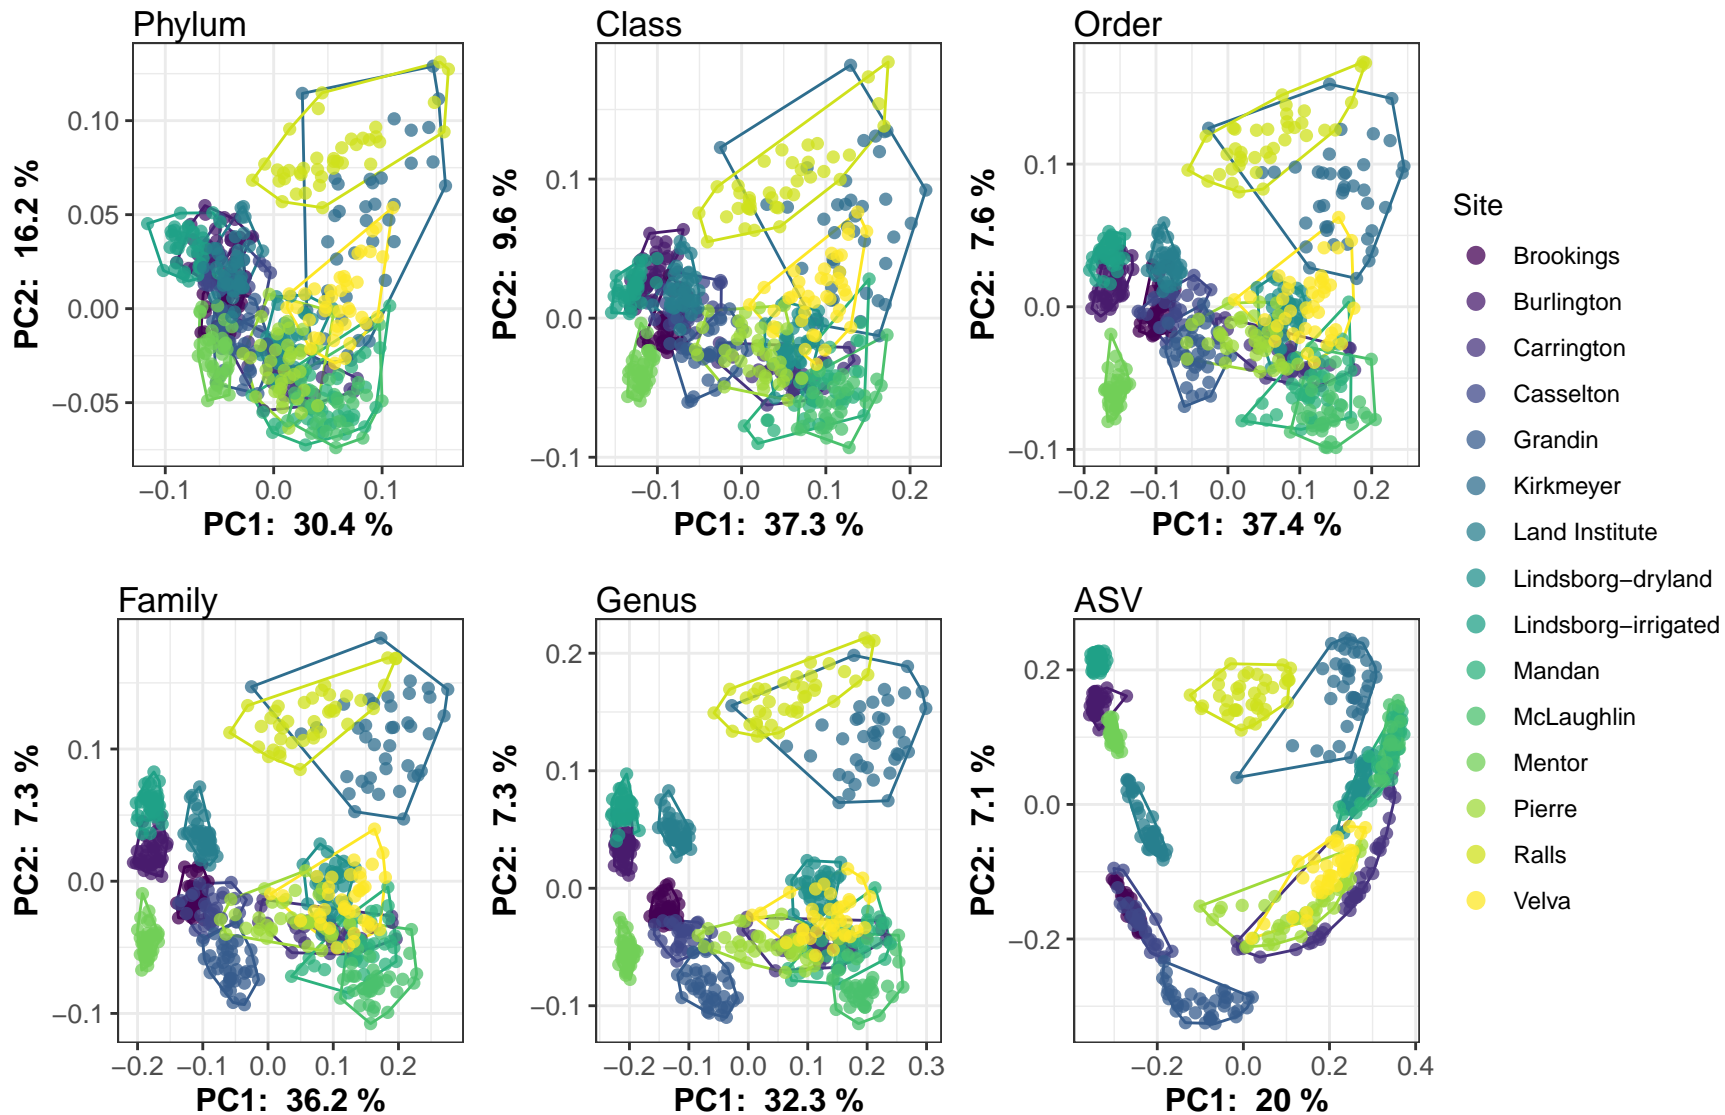 Phylum
Class
Order
PC2: 16.2 %
0.10
0.05
0.00
−0.05
−0.1
0.0
0.1
PC1: 30.4 %
PC2: 9.6 %
0.1
0.0
−0.1
−0.1
0.0
0.1
0.2
PC1: 37.3 %
PC2: 7.6 %
0.1
0.0
−0.1
−0.2
−0.1
0.0
0.1
0.2
PC1: 37.4 %
Family
Genus
ASV
PC2: 7.3 %
0.1
0.0
−0.1
−0.2
−0.1
0.0
0.1
0.2
PC1: 36.2 %
PC2: 7.3 %
0.2
0.1
0.0
−0.1
−0.2
−0.1
0.0
0.1
0.2
0.3
PC1: 32.3 %
PC2: 7.1 %
0.2
0.0
−0.2
−0.2
0.0
0.2
0.4
PC1: 20 %
Site
Brookings
Burlington
Carrington
Casselton
Grandin
Kirkmeyer
Land Institute
Lindsborg−dryland
Lindsborg−irrigated
Mandan
McLaughlin
Mentor
Pierre
Ralls
Velva